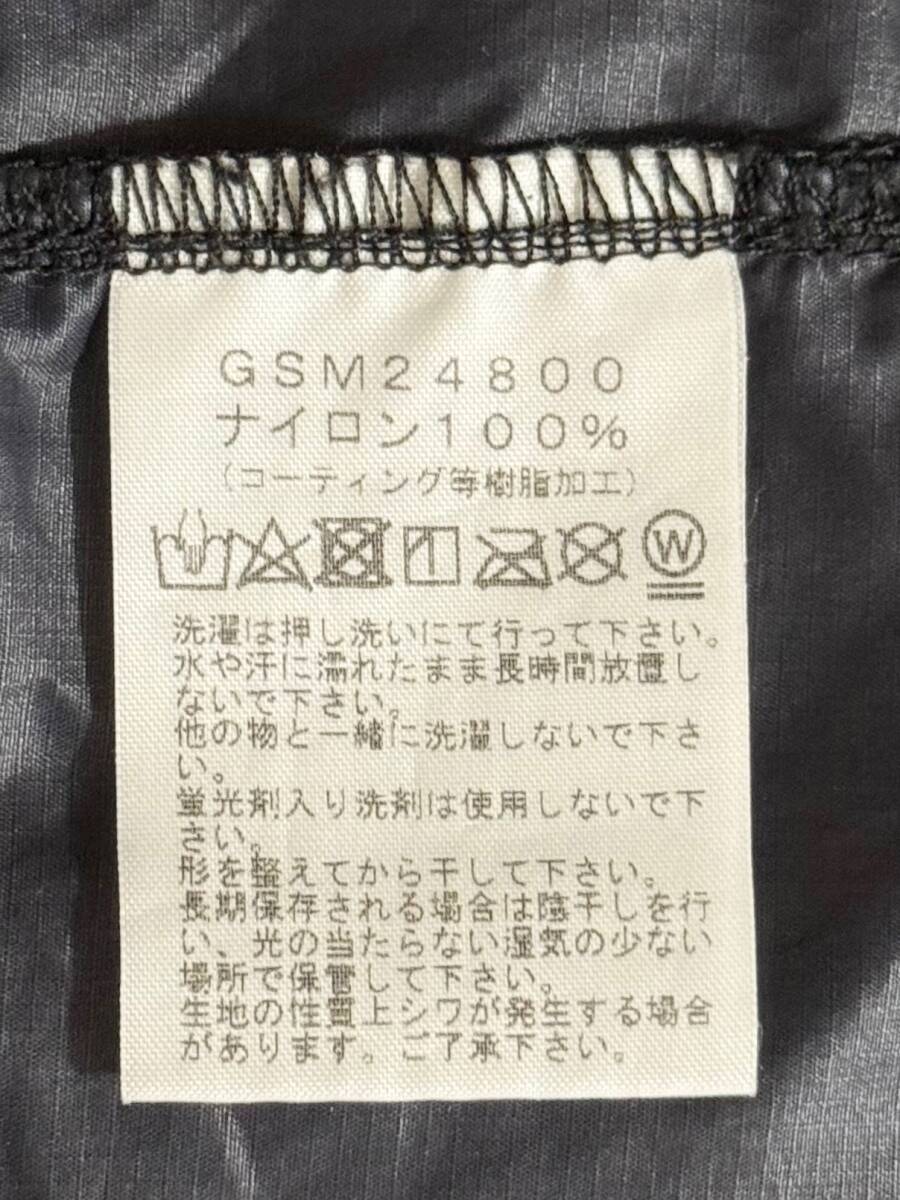 GSM24800
ナイロン100%
(コーティング等樹脂加工)
W
洗濯は押し洗いにて行って下さい。
水や汗に濡れたまま長時間放置し
ないで下さい。
他の物と一緒に洗濯しないで下さ
い。
蛍光剤入り洗剤は使用しないで下
さい。
形を整えてから干して下さい。
長期保存される場合は陰干しを行
い、光の当たらない湿気の少ない
場所で保管して下さい。
生地の性質上シワが発生する場合
があります。ご了承下さい。